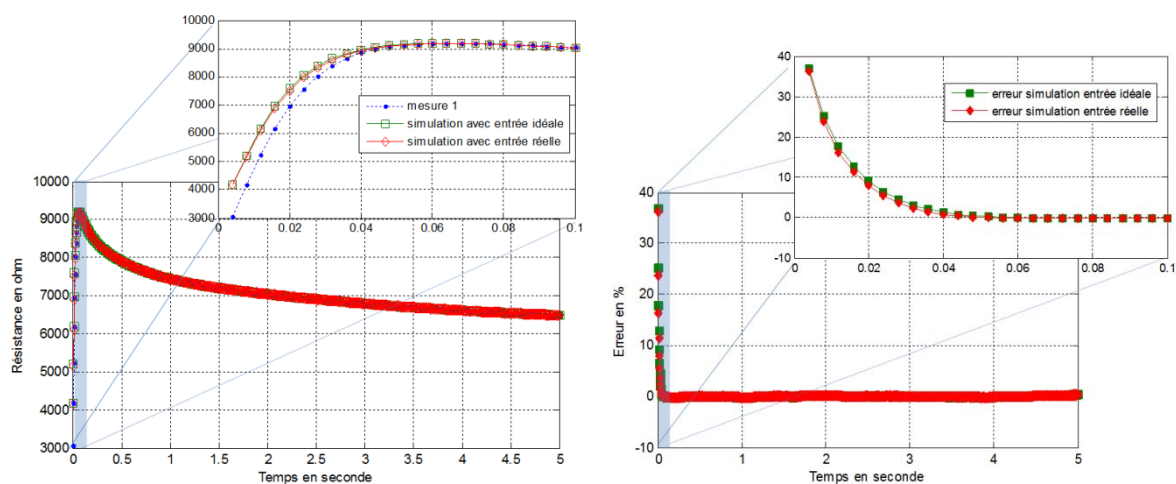 10000
9000
8000
7000
6000
5000
4000
3000
0 0.02 0.04 0.06 0.08 0.1
mesure 1
simulation avec entrée idéale
simulation avec entrée réelle
10000
9000
8000
7000
6000
5000
4000
3000
0 0.5 1 1.5 2 2.5 3 3.5 4 4.5 5
Résistance en ohm
Temps en seconde
40
30
20
10
0
-10
0 0.02 0.04 0.06 0.08 0.1
erreur simulation entrée idéale
erreur simulation entrée réelle
40
30
20
10
0
-10
0 1 2 3 4 5
Erreur en %
Temps en seconde